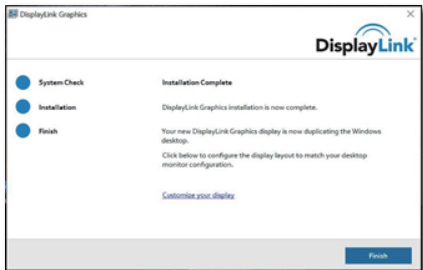 DisplayLink Graphics
DisplayLink
System Check
Installation
Finish
Installation Complete
DisplayLink Graphics installation is now complete.
Your new DisplayLink Graphics display is now duplicating the Windows
desktop.
Click below to configure the display layout to match your desktop
monitor configuration.
Customize your display
Finish